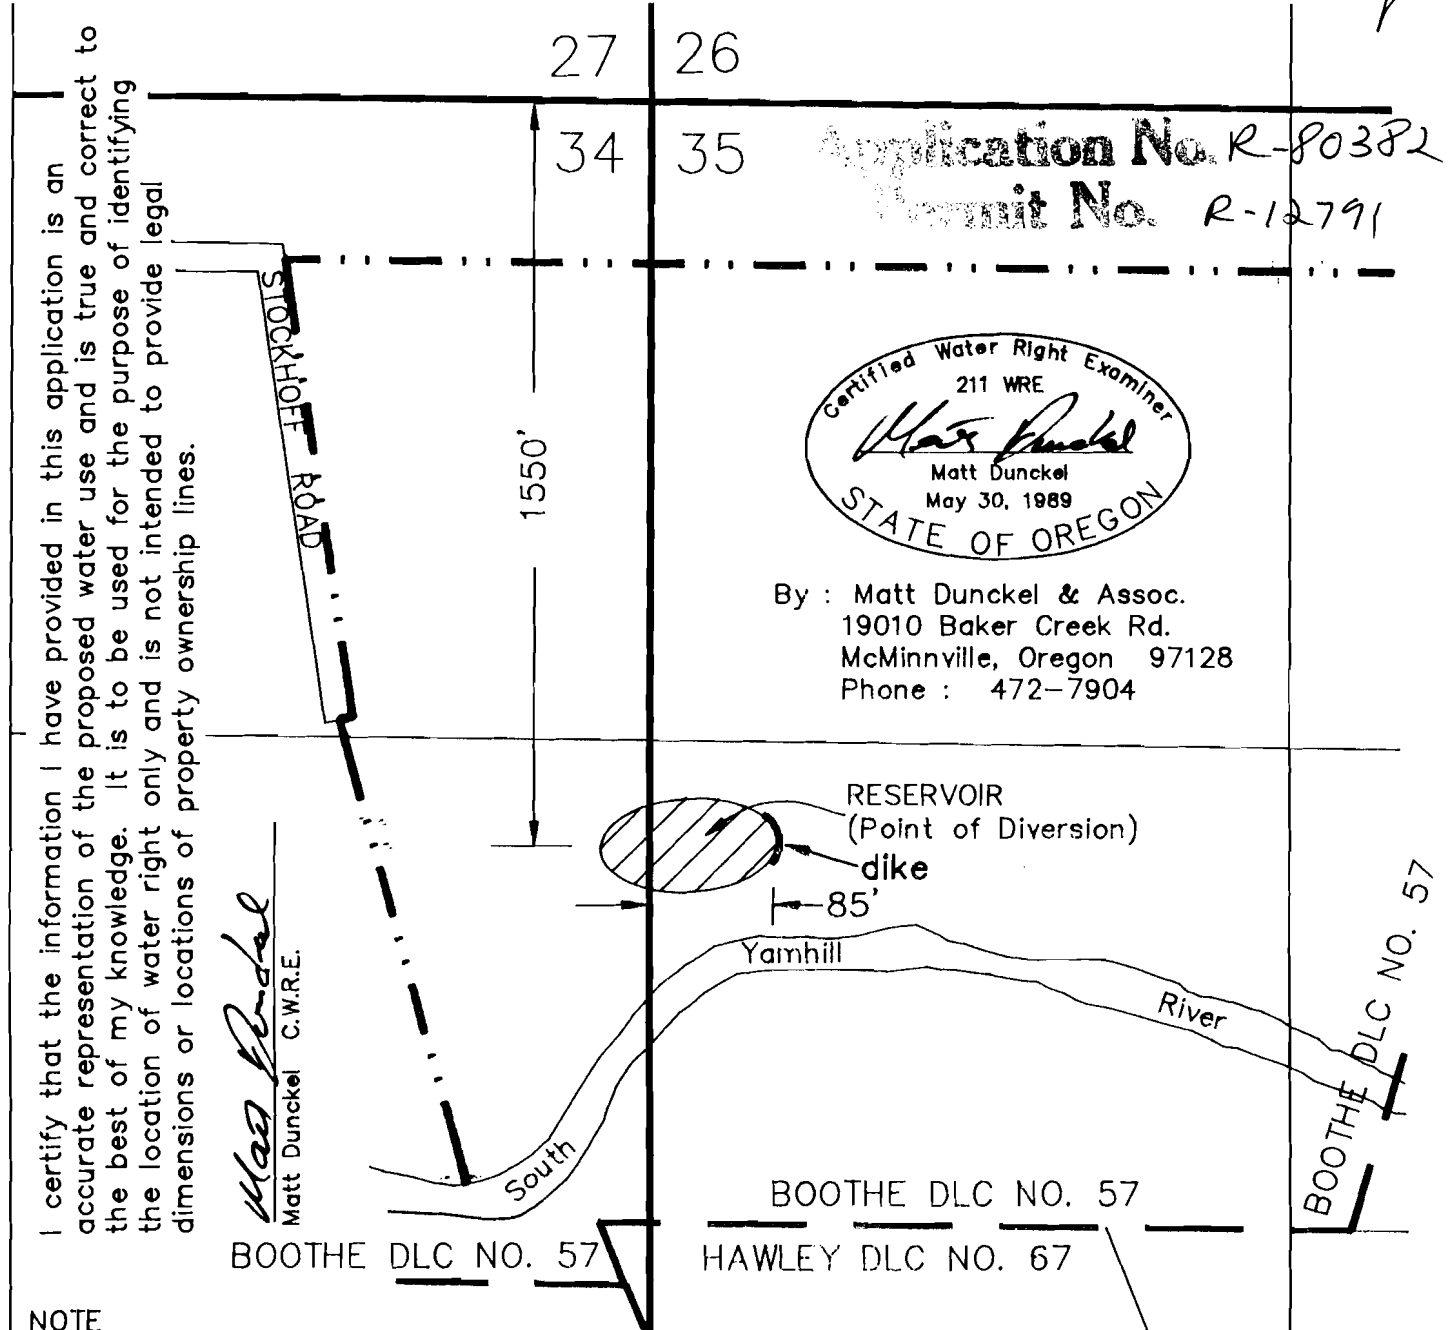 27 26
34 35
Application No. R-80382
Permit No. R-12791
I certify that the information I have provided in this application is an
accurate representation of the proposed water use and is true and correct to
the best of my knowledge. It is to be used for the purpose of identifying
the location of water right only and is not intended to provide legal
dimensions or locations of property ownership lines.
Matt Dunckel C.W.R.E.
STOCKHOFF ROAD
1550'
Certified Water Right Examiner
211 WRE
Matt Dunckel
Matt Dunckel
May 30, 1989
STATE OF OREGON
By : Matt Dunckel & Assoc.
19010 Baker Creek Rd.
McMinnville, Oregon 97128
Phone : 472-7904
RESERVOIR
(Point of Diversion)
dike
85'
South Yamhill River
BOOTHE DLC NO. 57
BOOTHE DLC NO. 57
BOOTHE DLC NO. 57
HAWLEY DLC NO. 67
NOTE